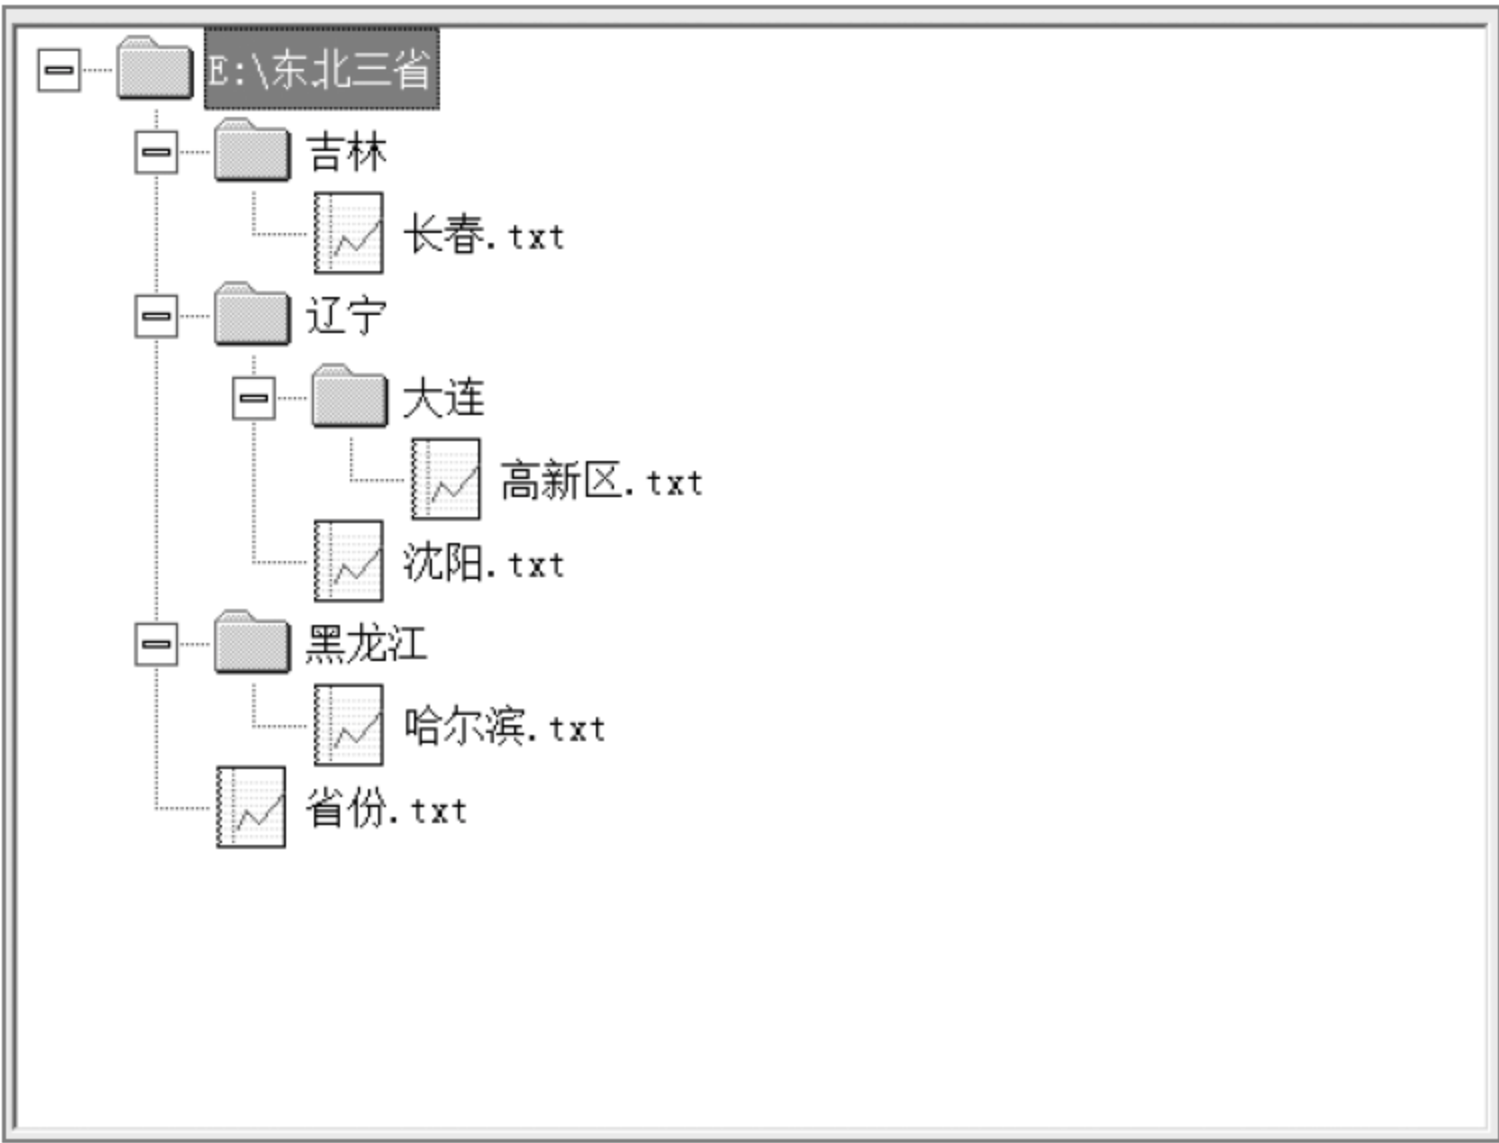 E:\东北三省
吉林
长春.txt
辽宁
大连
高新区.txt
沈阳.txt
黑龙江
哈尔滨.txt
省份.txt